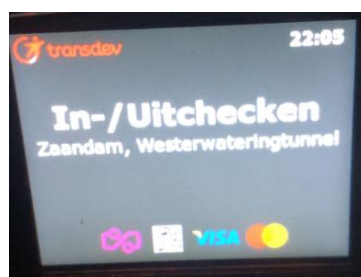 transdev
22:05
In-/Uitchecken
Zaandam, Westerwateringtunnel
VISA